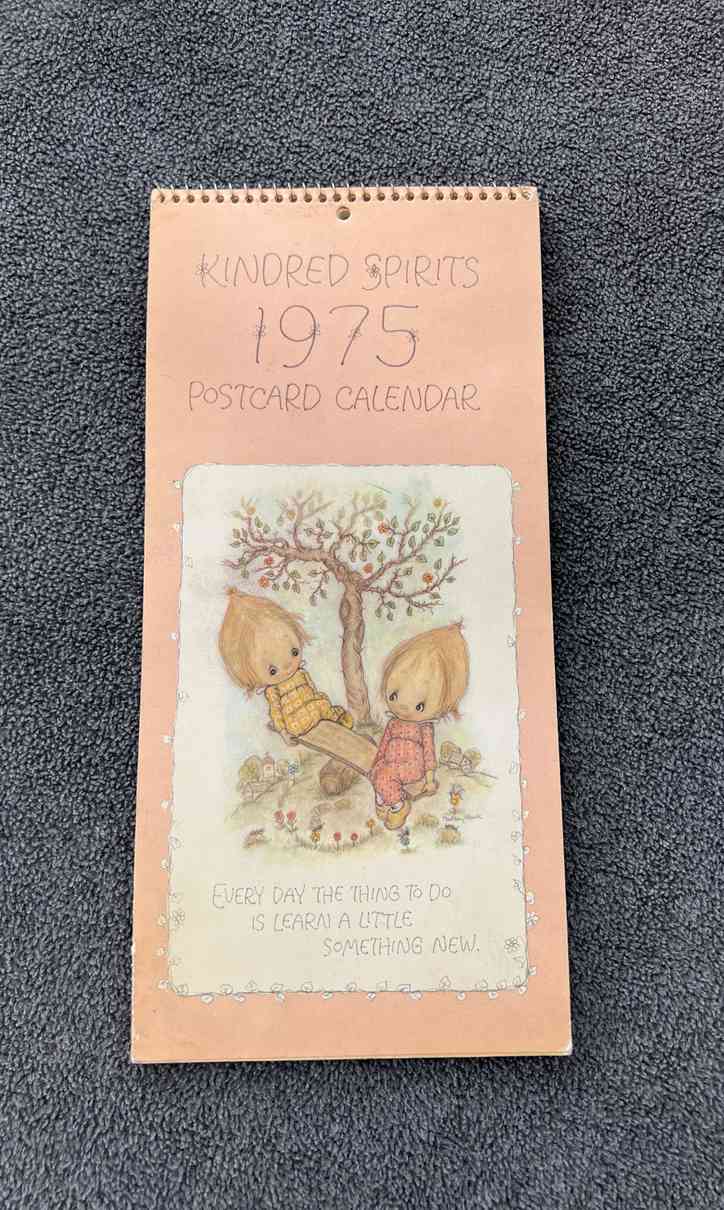 KINDRED SPIRITS
1975
POSTCARD CALENDAR
EVERY DAY THE THING TO DO
IS LEARN A LITTLE
SOMETHING NEW.